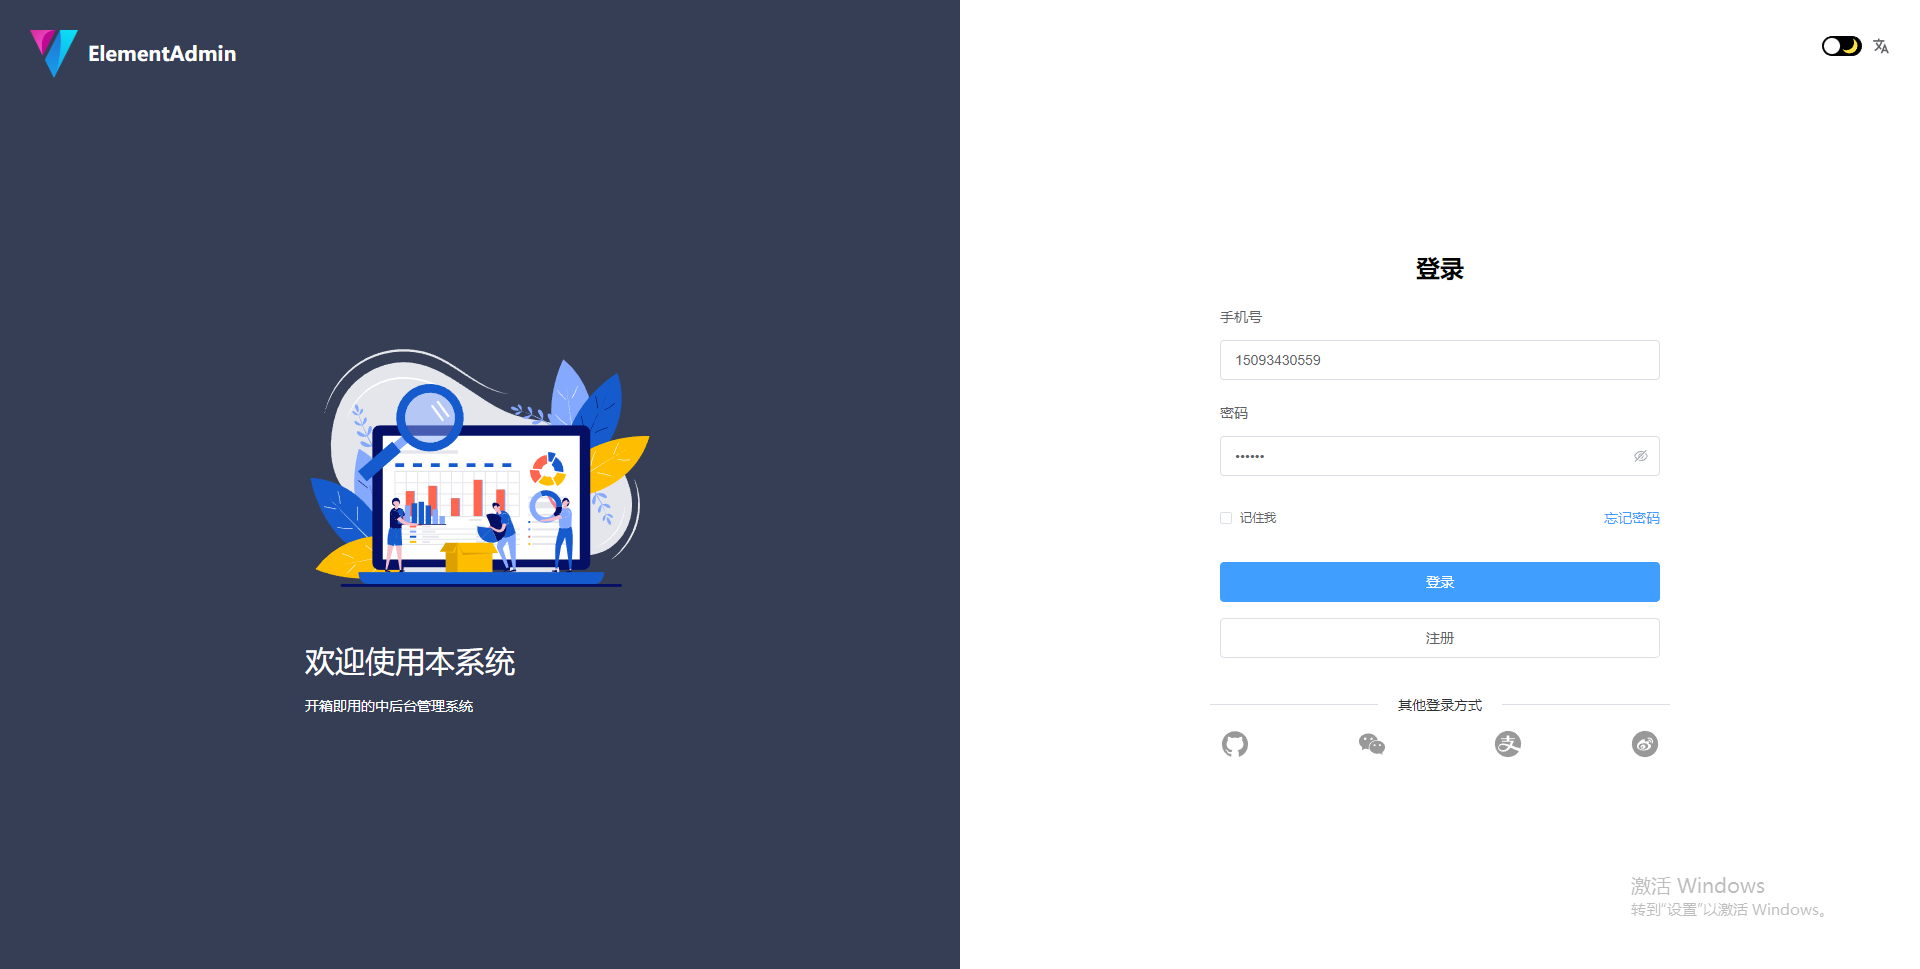 ElementAdmin
欢迎使用本系统
开箱即用的中后台管理系统
登录
手机号
15093430559
密码
••••••
记住我
忘记密码
登录
注册
其他登录方式
激活 Windows
转到“设置”以激活 Windows。